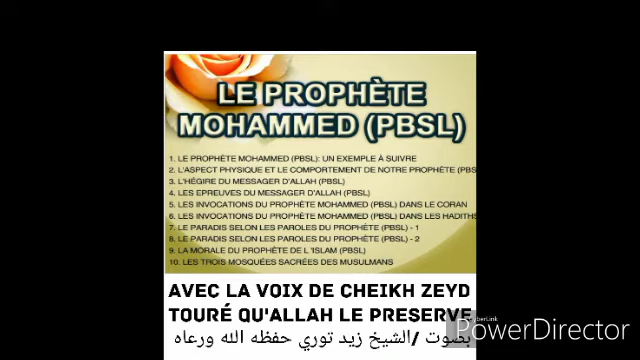 LE PROPHÈTE
MOHAMMED (PBSL)
1. LE PROPHÈTE MOHAMMED (PBSL): UN EXEMPLE À SUIVRE
2. L'ASPECT PHYSIQUE ET LE COMPORTEMENT DE NOTRE PROPHÈTE (PBS
3. L'HÉGIRE DU MESSAGER D'ALLAH (PBSL)
4. LES EPREUVES DU MESSAGER D'ALLAH (PBSL)
5. LES INVOCATIONS DU PROPHÈTE MOHAMMED (PBSL) DANS LE CORAN
6. LES INVOCATIONS DU PROPHÈTE MOHAMMED (PBSL) DANS LES HADITHS
7. LE PARADIS SELON LES PAROLES DU PROPHÈTE (PBSL) - 1
8. LE PARADIS SELON LES PAROLES DU PROPHÈTE (PBSL) - 2
9. LA MORALE DU PROPHÈTE DE L'ISLAM (PBSL)
10. LES TROIS MOSQUÉES SACRÉES DES MUSULMANS
AVEC LA VOIX DE CHEIKH ZEYD
TOURÉ QU'ALLAH LE PRESERVE
بصوت /الشيخ زيد توري حفظه الله ورعاه
CyberLink
PowerDirector